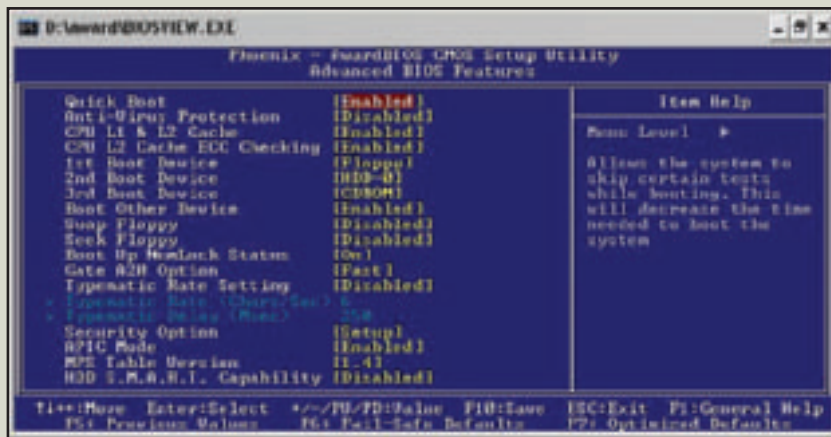 D:\award\BIOSVIEW.EXE
Phoenix - AwardBIOS CMOS Setup Utility
Advanced BIOS Features
Quick Boot [Enabled]
Anti-Virus Protection [Disabled]
CPU L1 & L2 Cache [Enabled]
CPU L2 Cache ECC Checking [Enabled]
1st Boot Device [Floppy]
2nd Boot Device [HDD-0]
3rd Boot Device [CDROM]
Boot Other Device [Enabled]
Swap Floppy [Disabled]
Seek Floppy [Disabled]
Boot Up NumLock Status [On]
Gate A20 Option [Fast]
Typematic Rate Setting [Disabled]
x Typematic Rate (Chars/Sec) 6
x Typematic Delay (Msec) 250
Security Option [Setup]
APIC Mode [Enabled]
MPS Table Version [1.4]
HDD S.M.A.R.T. Capability [Disabled]
Item Help
Menu Level ▶
Allows the system to
skip certain tests
while booting. This
will decrease the time
needed to boot the
system
↑↓→←:Move Enter:Select +/-/PU/PD:Value F10:Save ESC:Exit F1:General Help
F5: Previous Values F6: Fail-Safe Defaults F7: Optimized Defaults